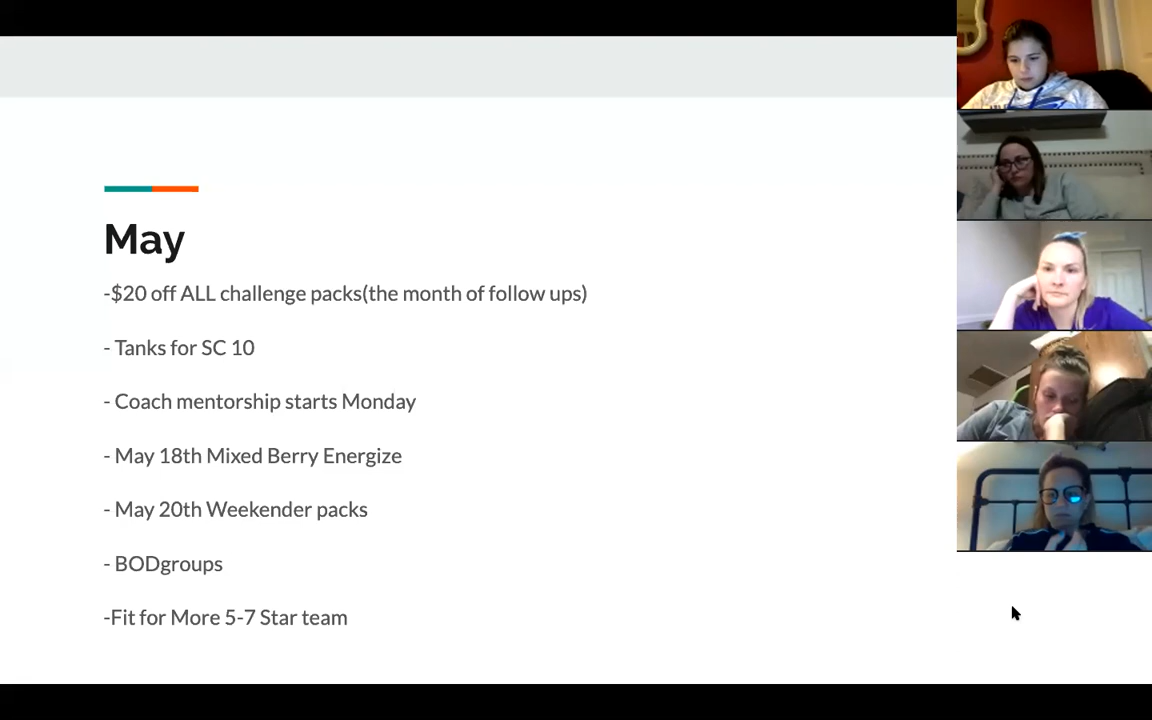 May
-$20 off ALL challenge packs(the month of follow ups)
- Tanks for SC 10
- Coach mentorship starts Monday
- May 18th Mixed Berry Energize
- May 20th Weekender packs
- BODgroups
-Fit for More 5-7 Star team